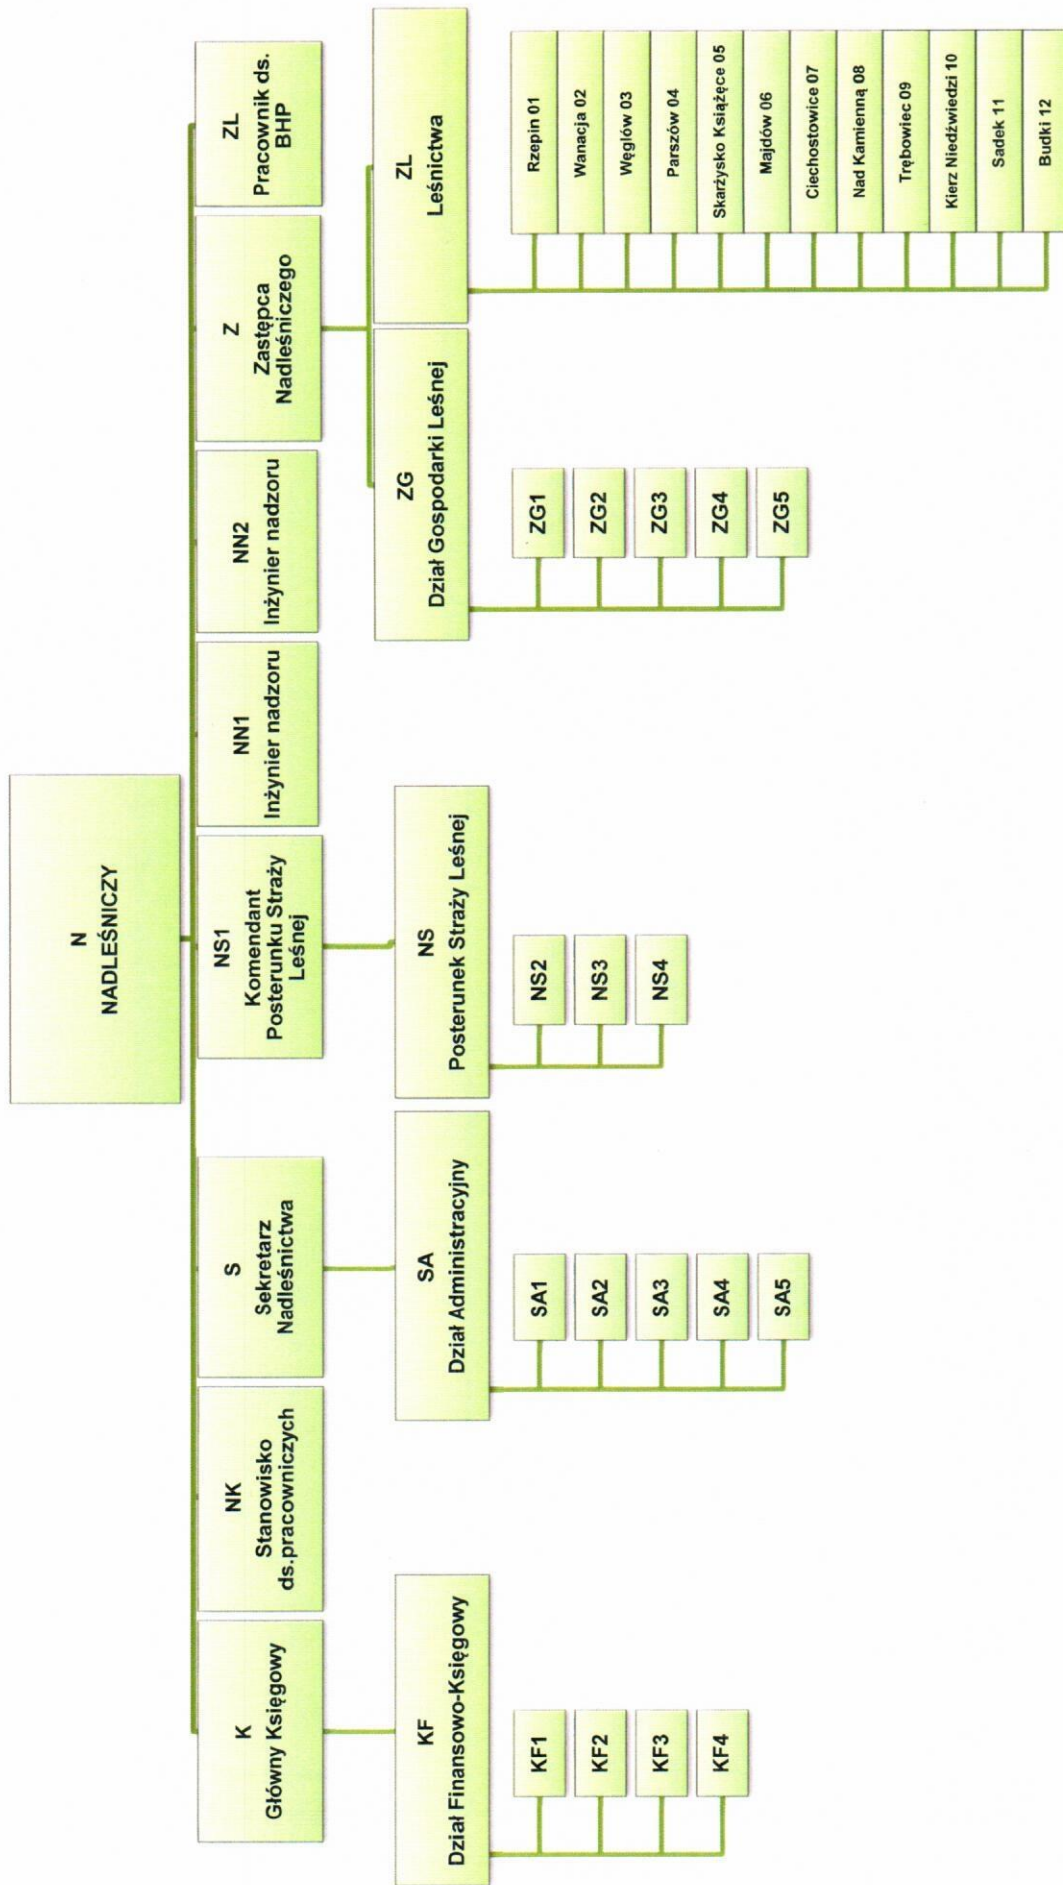 N
NADLEŚNICZY
K
Główny Księgowy
NK
Stanowisko
ds.pracowniczych
S
Sekretarz
Nadleśnictwa
NS1
Komendant
Posterunku Straży
Leśnej
NN1
Inżynier nadzoru
NN2
Inżynier nadzoru
Z
Zastępca
Nadleśniczego
ZL
Pracownik ds.
BHP
KF
Dział Finansowo-Księgowy
SA
Dział Administracyjny
NS
Posterunek Straży Leśnej
ZG
Dział Gospodarki Leśnej
ZL
Leśnictwa
KF1
KF2
KF3
KF4
SA1
SA2
SA3
SA4
SA5
NS2
NS3
NS4
ZG1
ZG2
ZG3
ZG4
ZG5
Rzepin 01
Wanacja 02
Węglów 03
Parszów 04
Skarżysko Książęce 05
Majdów 06
Ciechostowice 07
Nad Kamienną 08
Trębowiec 09
Kierz Niedźwiedzi 10
Sadek 11
Budki 12